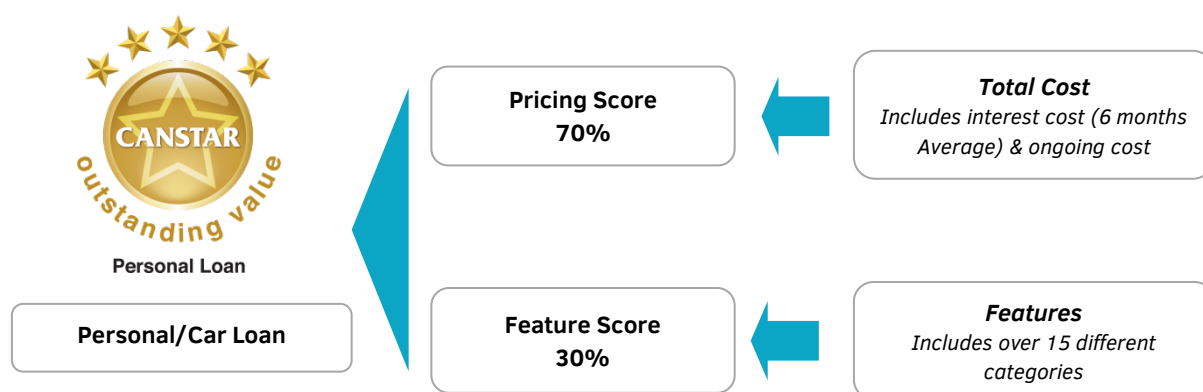 CANSTAR
outstanding value
Personal Loan
Personal/Car Loan
Pricing Score
70%
Feature Score
30%
Total Cost
Includes interest cost (6 months
Average) & ongoing cost
Features
Includes over 15 different
categories